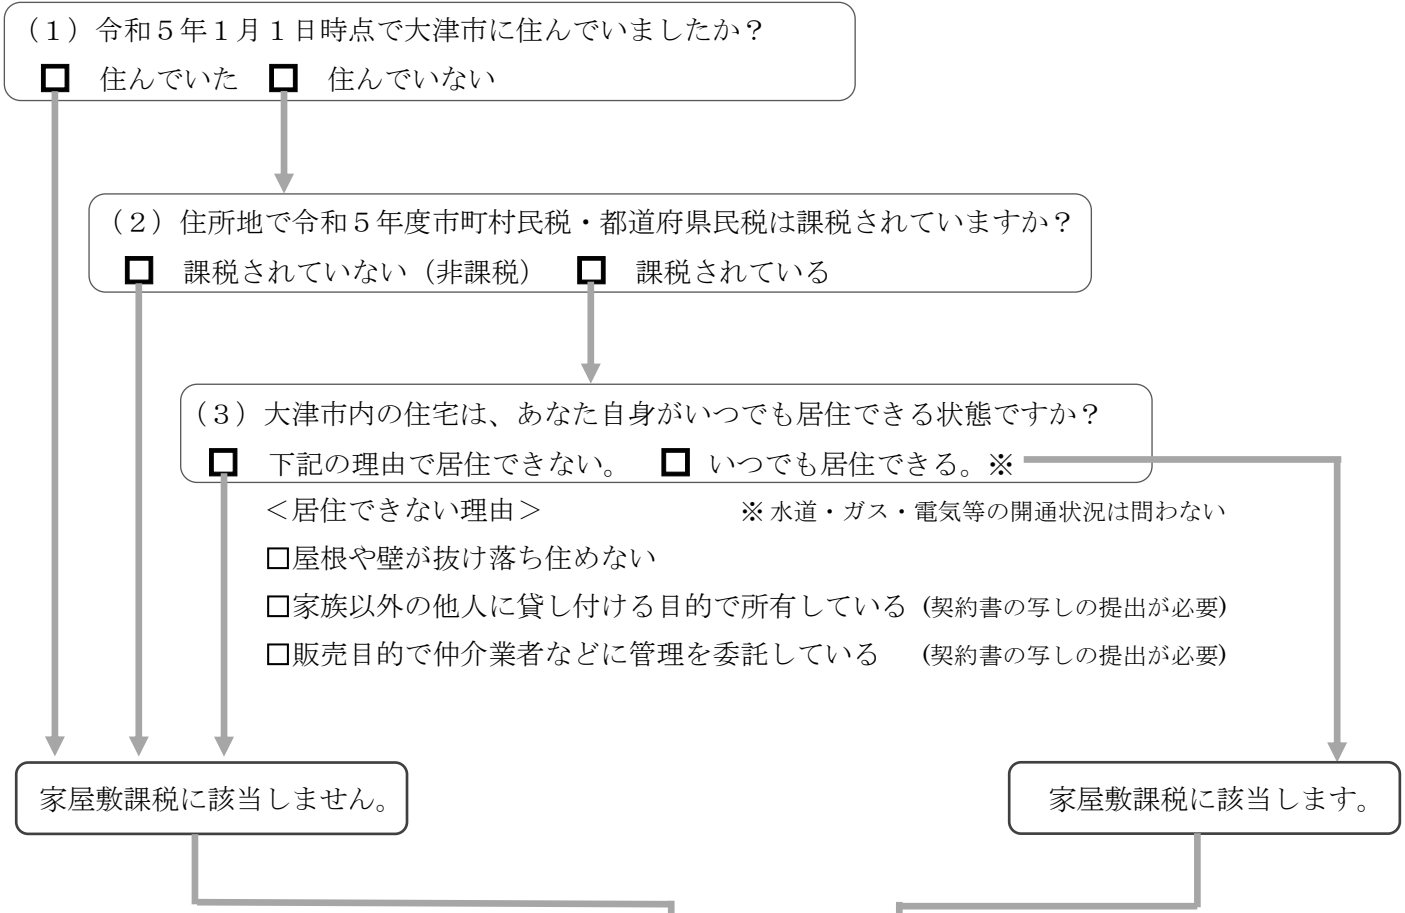 （１）令和５年１月１日時点で大津市に住んでいましたか？
□ 住んでいた □ 住んでいない
（２）住所地で令和５年度市町村民税・都道府県民税は課税されていますか？
□ 課税されていない（非課税） □ 課税されている
（３）大津市内の住宅は、あなた自身がいつでも居住できる状態ですか？
□ 下記の理由で居住できない。 □ いつでも居住できる。※
＜居住できない理由＞ ※水道・ガス・電気等の開通状況は問わない
□屋根や壁が抜け落ち住めない
□家族以外の他人に貸し付ける目的で所有している (契約書の写しの提出が必要)
□販売目的で仲介業者などに管理を委託している (契約書の写しの提出が必要)
家屋敷課税に該当しません。 家屋敷課税に該当します。